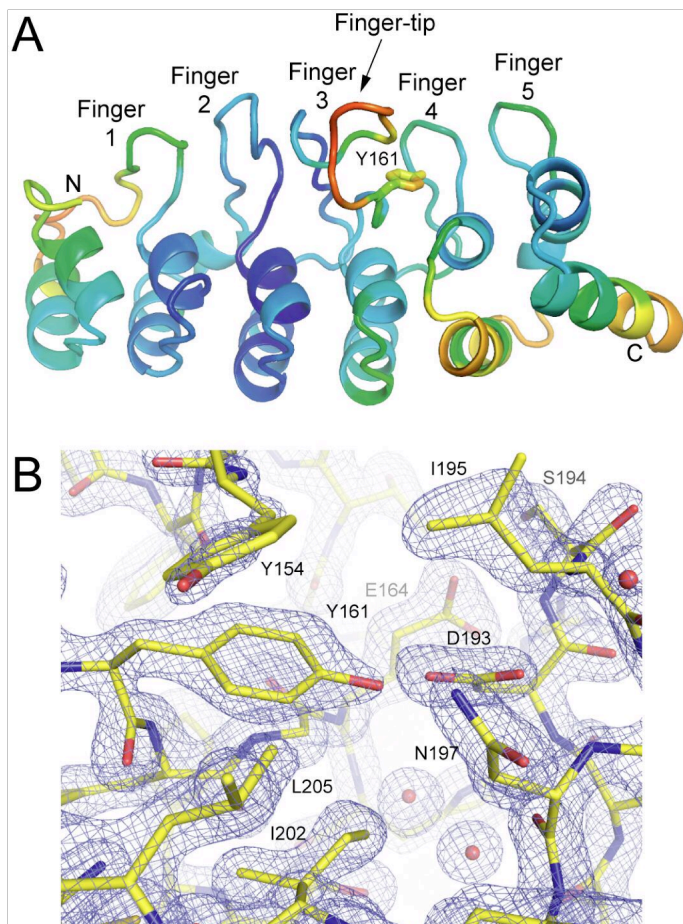 A
Finger-tip
Finger
1
Finger
2
Finger
3
Finger
4
Finger
5
N
Y161
C
B
I195
S194
Y154
E164
Y161
D193
N197
L205
I202